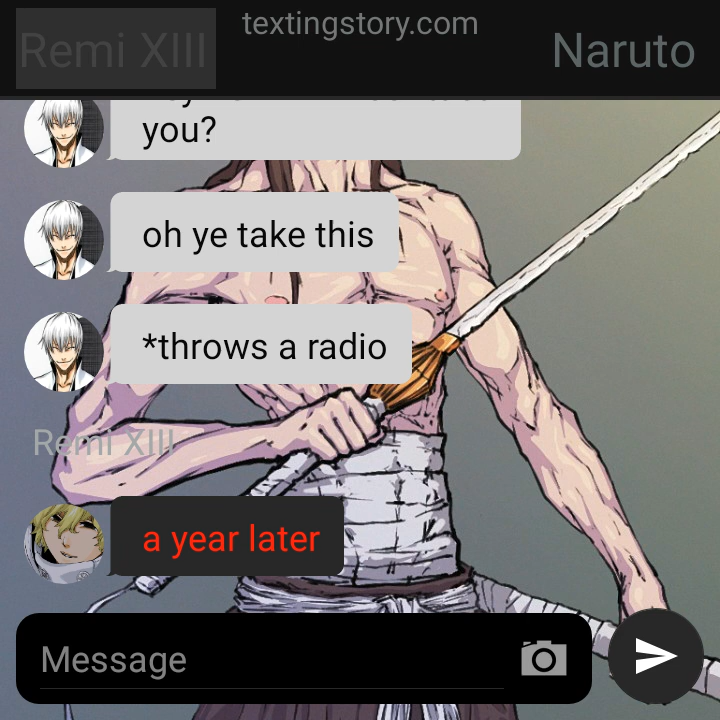 textingstory.com
Remi XIII
Naruto
you?
oh ye take this
*throws a radio
Remi XIII
a year later
Message